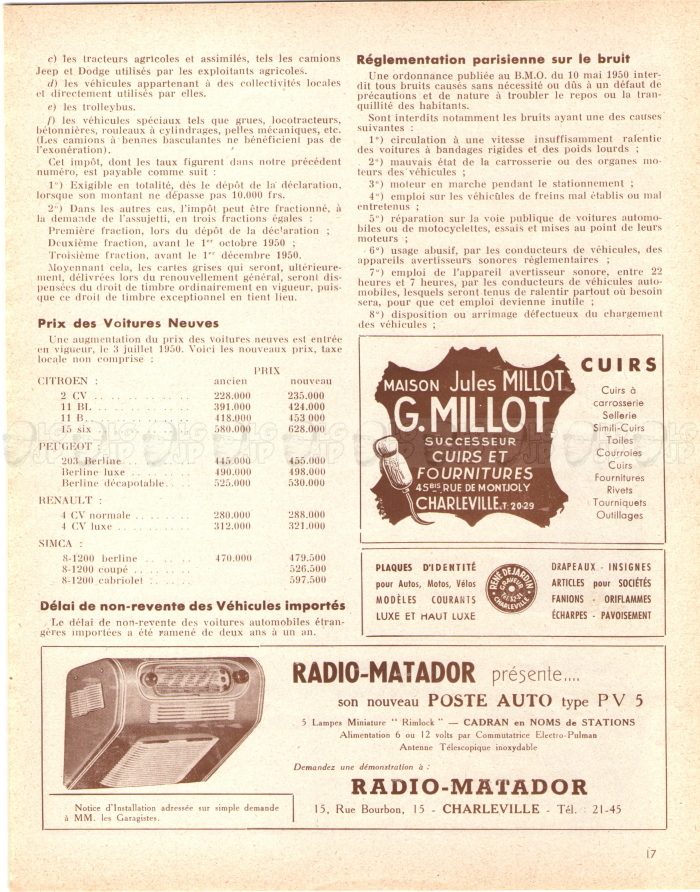 c) les tracteurs agricoles et assimilés, tels les camions
Jeep et Dodge utilisés par les exploitants agricoles.
d) les véhicules appartenant à des collectivités locales
et directement utilisés par elles.
e) les trolleybus.
f) les véhicules spéciaux tels que grues, locotracteurs,
bétonnières, rouleaux à cylindrages, pelles mécaniques, etc.
(Les camions à bennes basculantes ne bénéficient pas de
l'exonération).
Cet impôt, dont les taux figurent dans notre précédent
numéro, est payable comme suit :
1°) Exigible en totalité, dès le dépôt de la déclaration,
lorsque son montant ne dépasse pas 10.000 frs.
2°) Dans les autres cas, l'impôt peut être fractionné, à
la demande de l'assujetti, en trois fractions égales :
Première fraction, lors du dépôt de la déclaration ;
Deuxième fraction, avant le 1er octobre 1950 ;
Troisième fraction, avant le 1er décembre 1950.
Moyennant cela, les cartes grises qui seront, ultérieure-
ment, délivrées lors du renouvellement général, seront dis-
pensées du droit de timbre ordinairement en vigueur, puis-
que ce droit de timbre exceptionnel en tient lieu.
Prix des Voitures Neuves
Une augmentation du prix des voitures neuves est entrée
en vigueur, le 3 juillet 1950. Voici les nouveaux prix, taxe
locale non comprise :
PRIX
CITROEN : ancien nouveau
2 CV 228.000 235.000
11 BL 391.000 424.000
11 B 418.000 453 000
15 six 580.000 628.000
PEUGEOT :
203 Berline 445.000 455.000
Berline luxe 490.000 498.000
Berline décapotable 525.000 530.000
RENAULT :
4 CV normale 280.000 288.000
4 CV luxe 312.000 321.000
SIMCA :
8-1200 berline 470.000 479.500
8-1200 coupé 526.500
8-1200 cabriolet 597.500
Délai de non-revente des Véhicules importés
Le délai de non-revente des voitures automobiles étran-
gères importées a été ramené de deux ans à un an.
Réglementation parisienne sur le bruit
Une ordonnance publiée au B.M.O. du 10 mai 1950 inter-
dit tous bruits causés sans nécessité ou dûs à un défaut de
précautions et de nature à troubler le repos ou la tran-
quillité des habitants.
Sont interdits notamment les bruits ayant une des causes
suivantes :
1°) circulation à une vitesse insuffisamment ralentie
des voitures à bandages rigides et des poids lourds ;
2°) mauvais état de la carrosserie ou des organes mo-
teurs des véhicules ;
3°) moteur en marche pendant le stationnement ;
4°) emploi sur les véhicules de freins mal établis ou mal
entretenus ;
5°) réparation sur la voie publique de voitures automo-
biles ou de motocyclettes, essais et mises au point de leurs
moteurs ;
6°) usage abusif, par les conducteurs de véhicules, des
appareils avertisseurs sonores réglementaires ;
7°) emploi de l'appareil avertisseur sonore, entre 22
heures et 7 heures, par les conducteurs de véhicules auto-
mobiles, lesquels seront tenus de ralentir partout où besoin
sera, pour que cet emploi devienne inutile ;
8°) disposition ou arrimage défectueux du chargement
des véhicules ;
MAISON Jules MILLOT
G. MILLOT
SUCCESSEUR
CUIRS ET
FOURNITURES
45BIS RUE DE MONTJOLY
CHARLEVILLE. T: 20-29
CUIRS
Cuirs à
carrosserie
Sellerie
Simili-Cuirs
Toiles
Courroies
Cuirs
Fournitures
Rivets
Tourniquets
Outillages
PLAQUES D'IDENTITÉ
pour Autos, Motos, Vélos
MODÈLES COURANTS
LUXE ET HAUT LUXE
RENÉ DEJARDIN
GRAVEUR
CHARLEVILLE
DRAPEAUX - INSIGNES
ARTICLES pour SOCIÉTÉS
FANIONS - ORIFLAMMES
ÉCHARPES - PAVOISEMENT
RADIO-MATADOR présente....
son nouveau POSTE AUTO type PV 5
5 Lampes Miniature " Rimlock " — CADRAN en NOMS de STATIONS
Alimentation 6 ou 12 volts par Commutatrice Electro-Pulman
Antenne Télescopique inoxydable
Demandez une démonstration à :
RADIO-MATADOR
15, Rue Bourbon, 15 - CHARLEVILLE - Tél. : 21-45
Notice d'Installation adressée sur simple demande
à MM. les Garagistes.
17